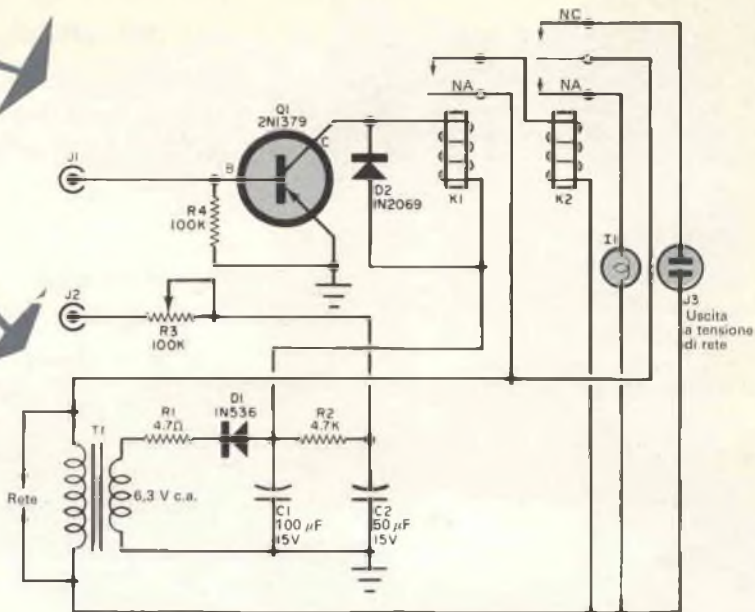 NC
NA
NA
Q1
2N1379
C
B
J1
R4
100K
D2
1N2069
K1
K2
I1
J2
R3
100K
J3
Uscita
a tensione
di rete
D1
1N536
R1
4.7Ω
R2
4.7K
T1
Rete
6,3 V c.a.
C1
100 µF
15V
C2
50 µF
15V